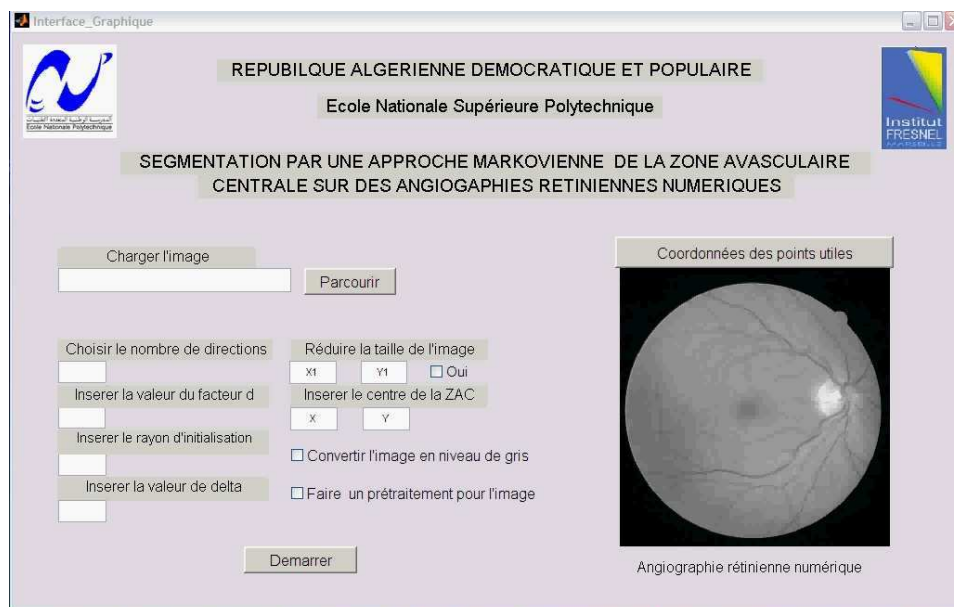 Interface_Graphique
REPUBILQUE ALGERIENNE DEMOCRATIQUE ET POPULAIRE
Ecole Nationale Supérieure Polytechnique
Ecole Nationale Polytechnique
Institut
FRESNEL
MARSEILLE
SEGMENTATION PAR UNE APPROCHE MARKOVIENNE DE LA ZONE AVASCULAIRE
CENTRALE SUR DES ANGIOGAPHIES RETINIENNES NUMERIQUES
Charger l'image
Parcourir
Choisir le nombre de directions
Inserer la valeur du facteur d
Inserer le rayon d'initialisation
Inserer la valeur de delta
Réduire la taille de l'image
X1 Y1 Oui
Inserer le centre de la ZAC
X Y
Convertir l'image en niveau de gris
Faire un prétraitement pour l'image
Demarrer
Coordonnées des points utiles
Angiographie rétinienne numérique